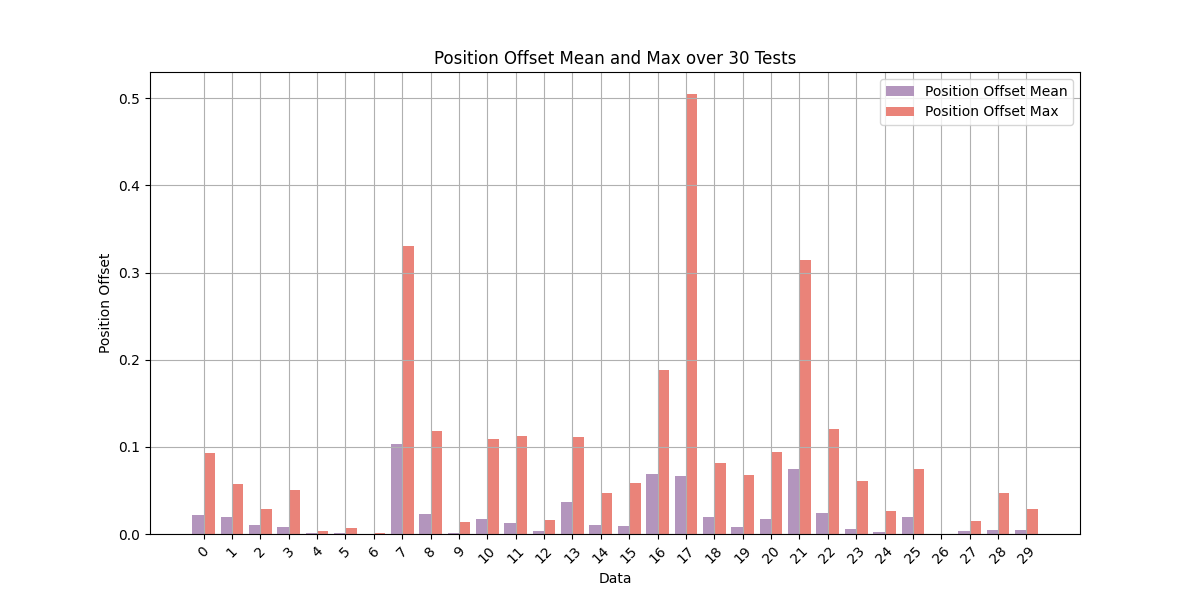 Position Offset Mean and Max over 30 Tests
Position Offset Mean
Position Offset Max
0.5
0.4
0.3
0.2
0.1
0.0
Position Offset
0 1 2 3 4 5 6 7 8 9 10 11 12 13 14 15 16 17 18 19 20 21 22 23 24 25 26 27 28 29
Data